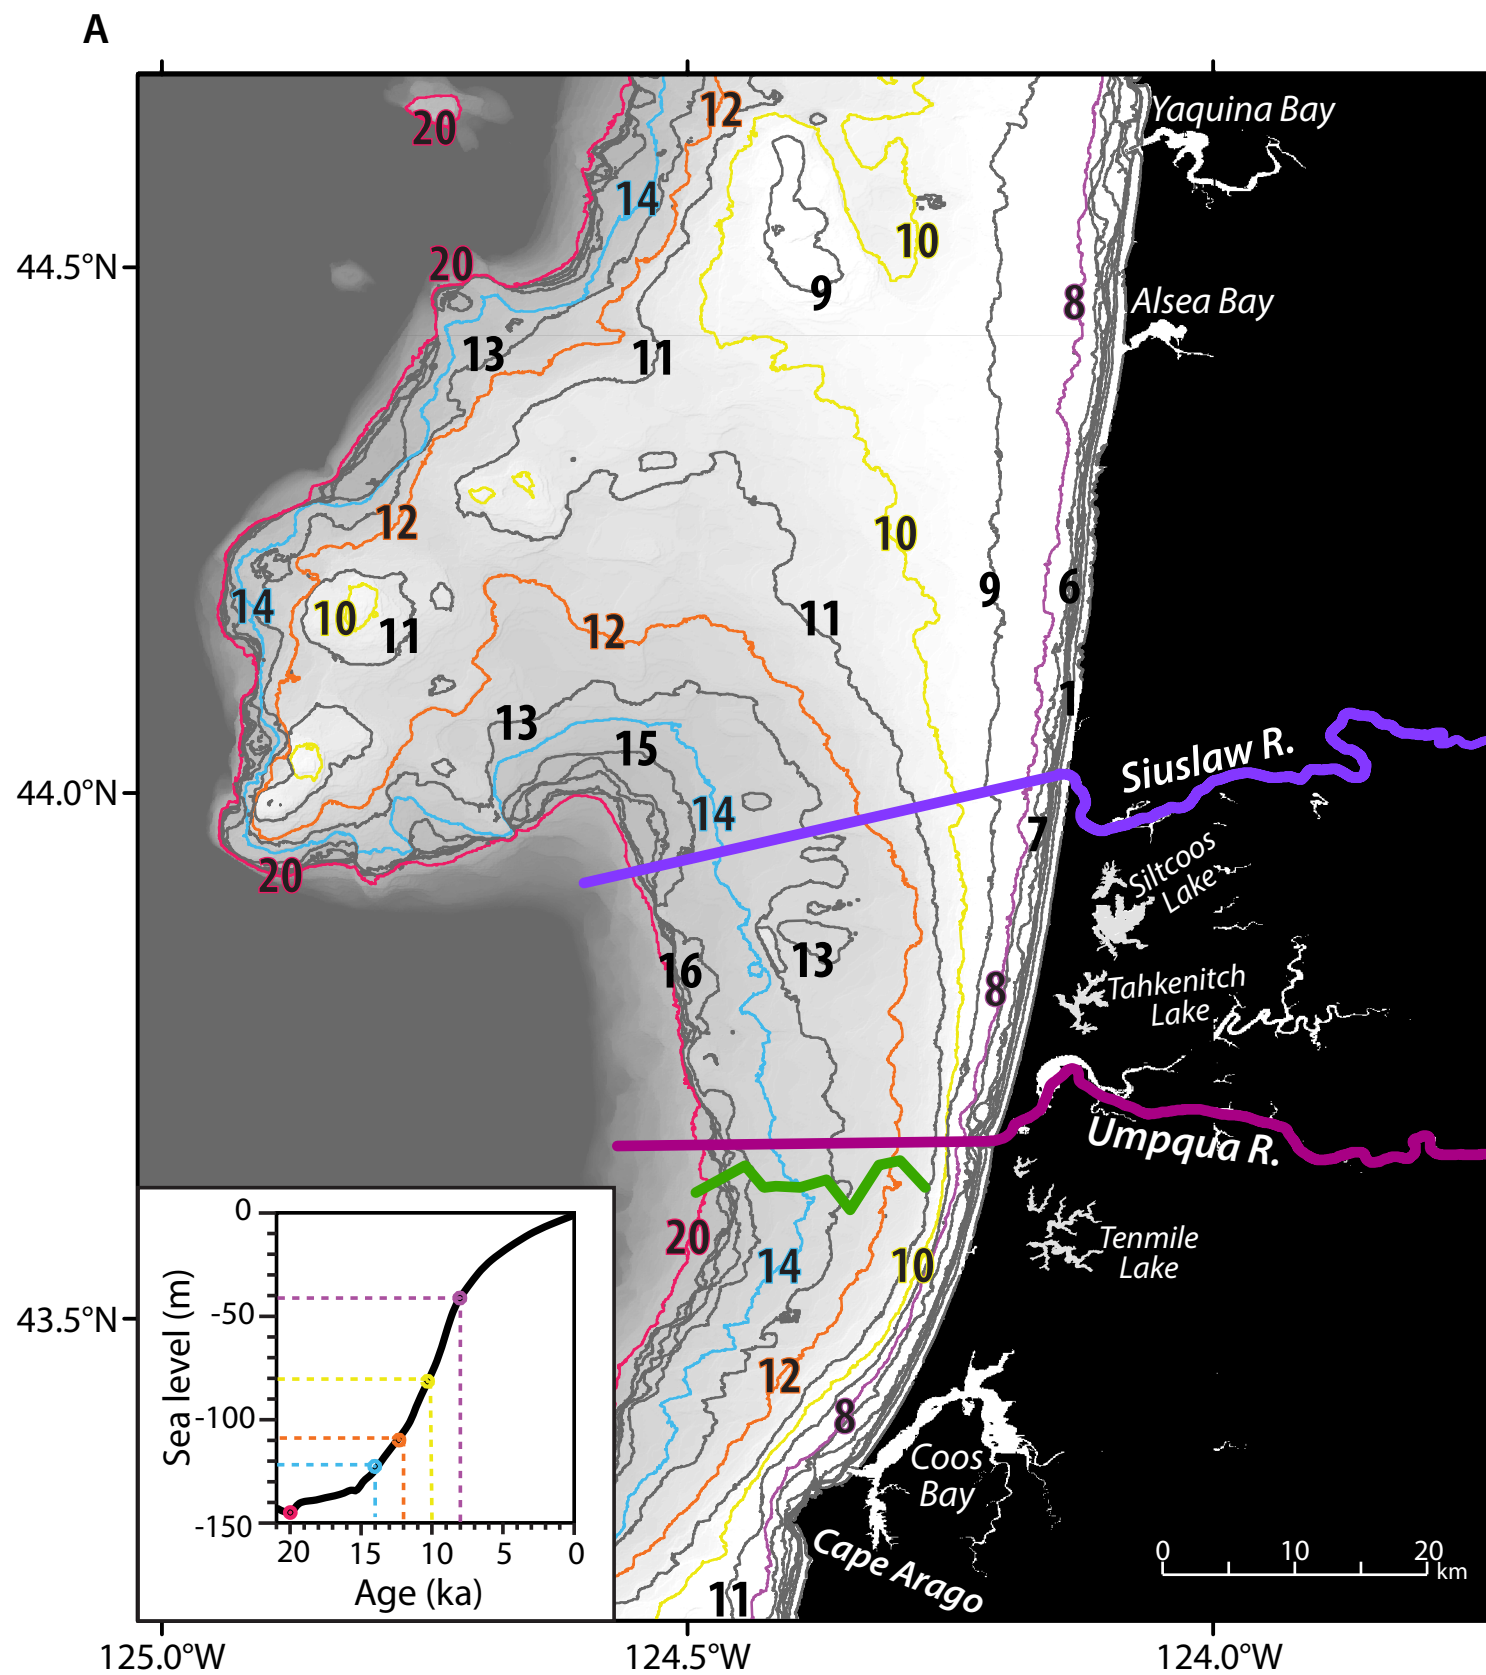 A
Yaquina Bay
12
20
14
10
20
44.5°N
9
8
Alsea Bay
13
11
12
10
9
6
14
10
11
12
11
1
13
15
Siuslaw R.
44.0°N
14
7
20
Siltcoos
Lake
13
16
8
Tahkenitch
Lake
Umpqua R.
20
14
10
Tenmile
Lake
43.5°N
12
8
Coos
Bay
Cape Arago
11
0
10
20
km
0
-50
-100
-150
Sea level (m)
20
15
10
5
0
Age (ka)
125.0°W
124.5°W
124.0°W